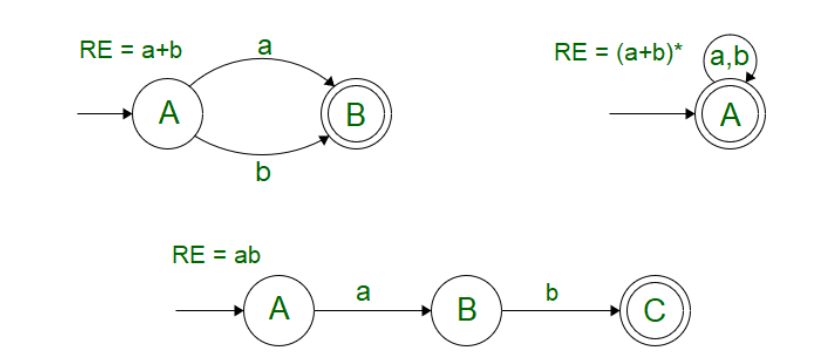 RE = a+b
a
A
B
b
RE = (a+b)*
a,b
A
RE = ab
A
a
B
b
C